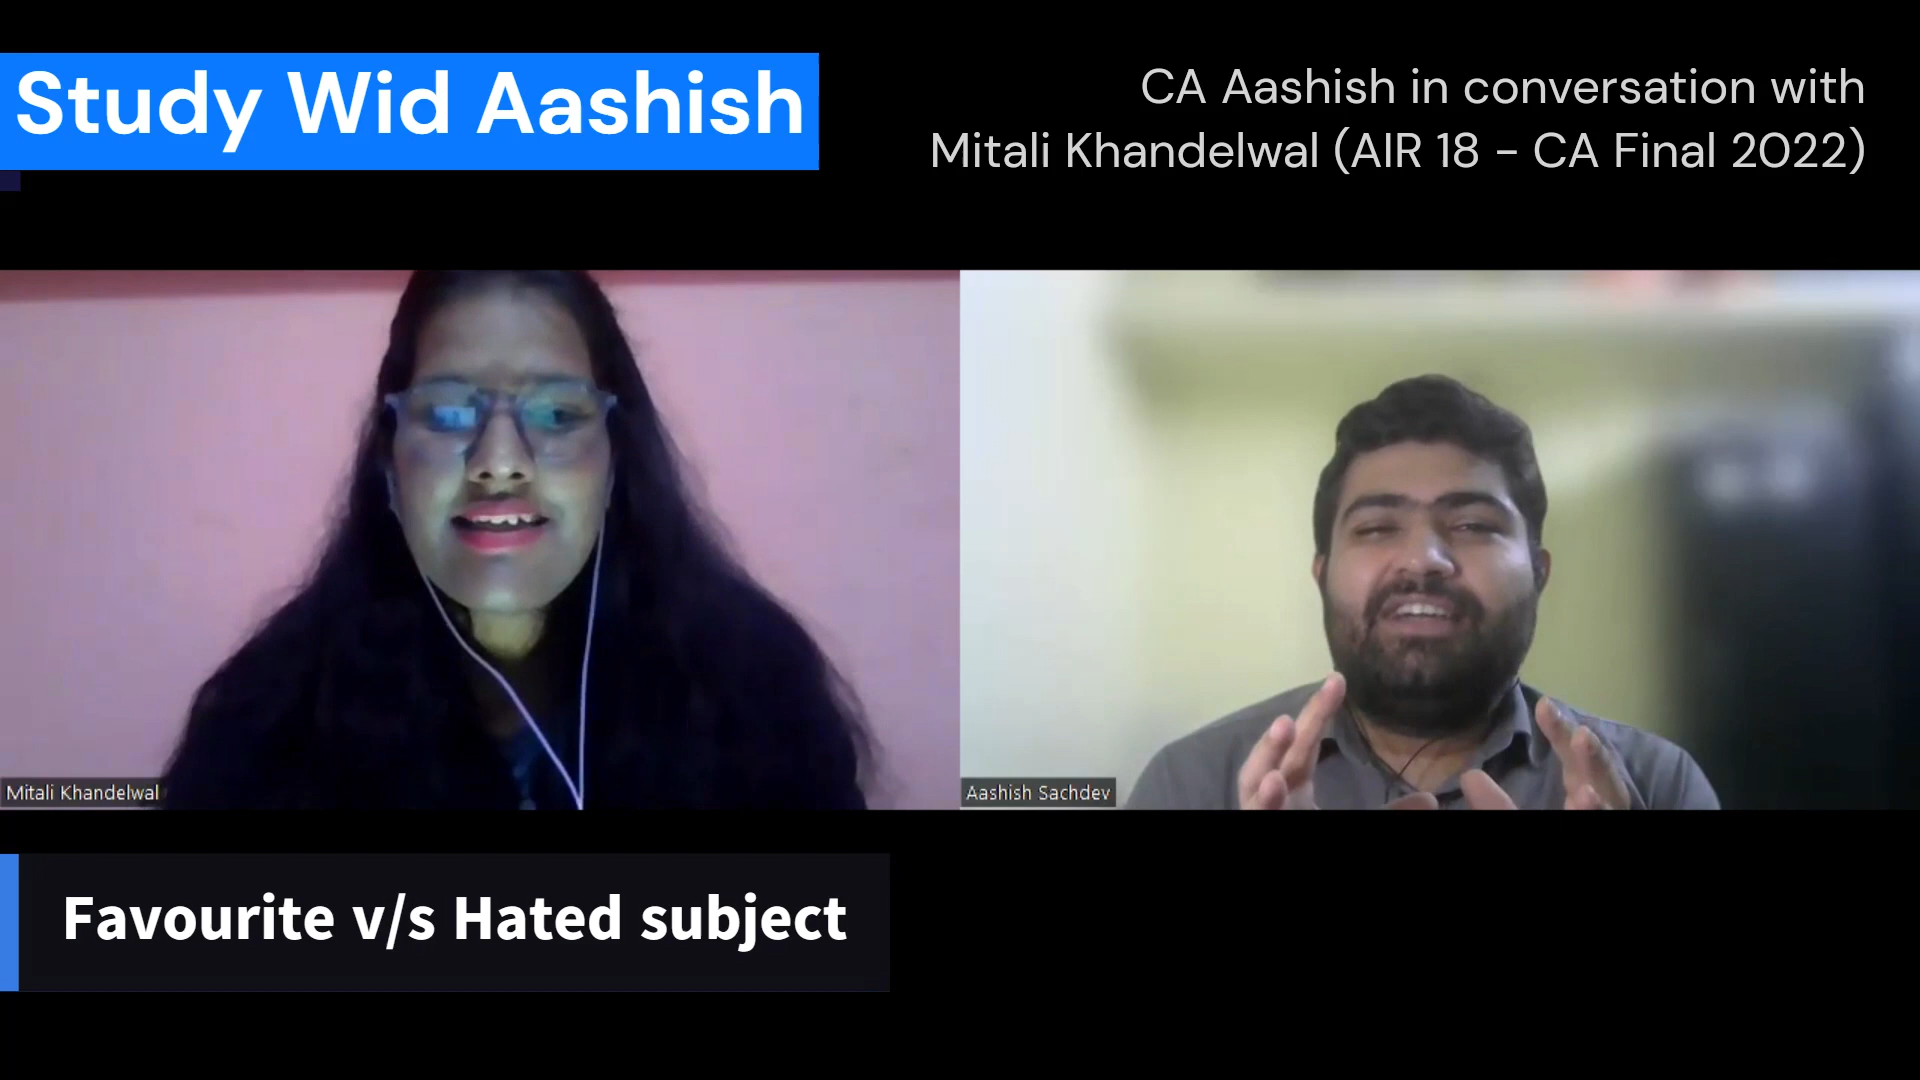 Study Wid Aashish
CA Aashish in conversation with
Mitali Khandelwal (AIR 18 - CA Final 2022)
Mitali Khandelwal
Aashish Sachdev
Favourite v/s Hated subject